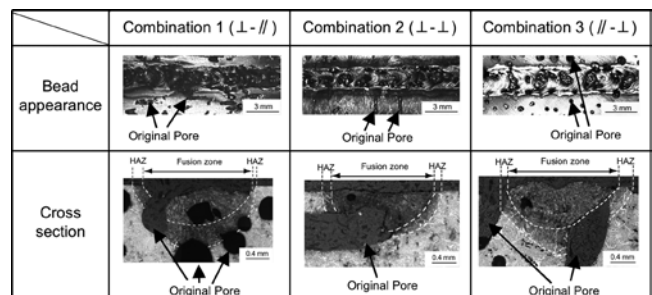 Combination 1 (⊥-//)
Combination 2 (⊥-⊥)
Combination 3 (//-⊥)
Bead
appearance
3 mm
Original Pore
3 mm
Original Pore
3 mm
Original Pore
Cross
section
HAZ Fusion zone HAZ
0.4 mm
Original Pore
HAZ Fusion zone HAZ
0.4 mm
Original Pore
HAZ Fusion zone HAZ
0.4 mm
Original Pore